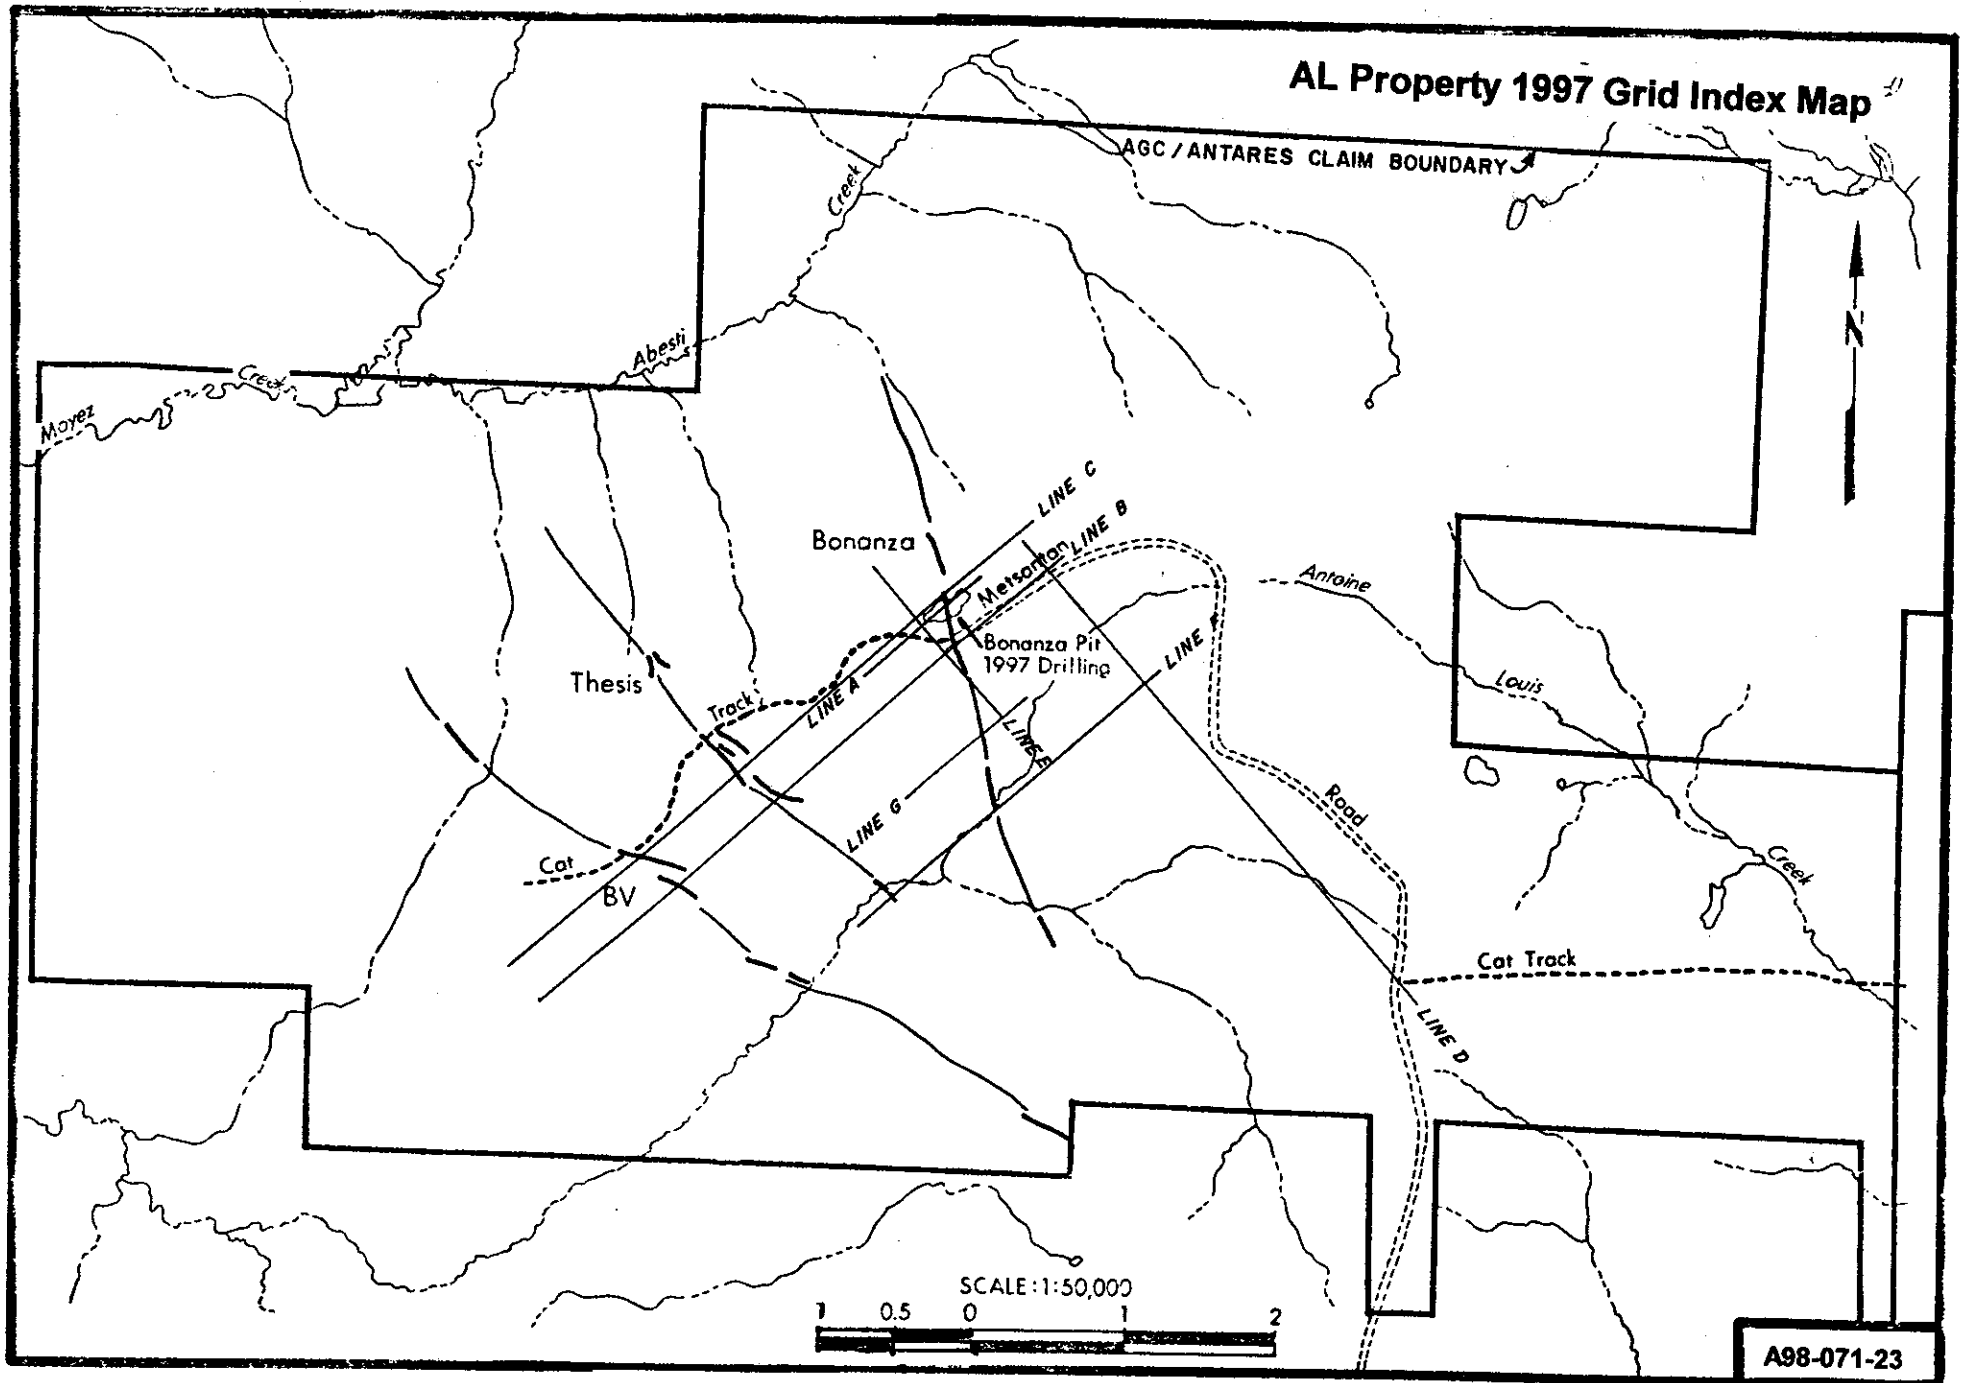 AL Property 1997 Grid Index Map
AGC/ANTARES CLAIM BOUNDARY
Creek
N
Abesti
Creek
Moyez
LINE C
LINE B
Bonanza
Metsantan
Antoine
Bonanza Pit
1997 Drilling
LINE F
Thesis
Louis
Track
LINE A
LINE E
Road
LINE G
Cat
Creek
BV
Cat Track
LINE D
SCALE:1:50,000
1 0.5 0 1 2
A98-071-23